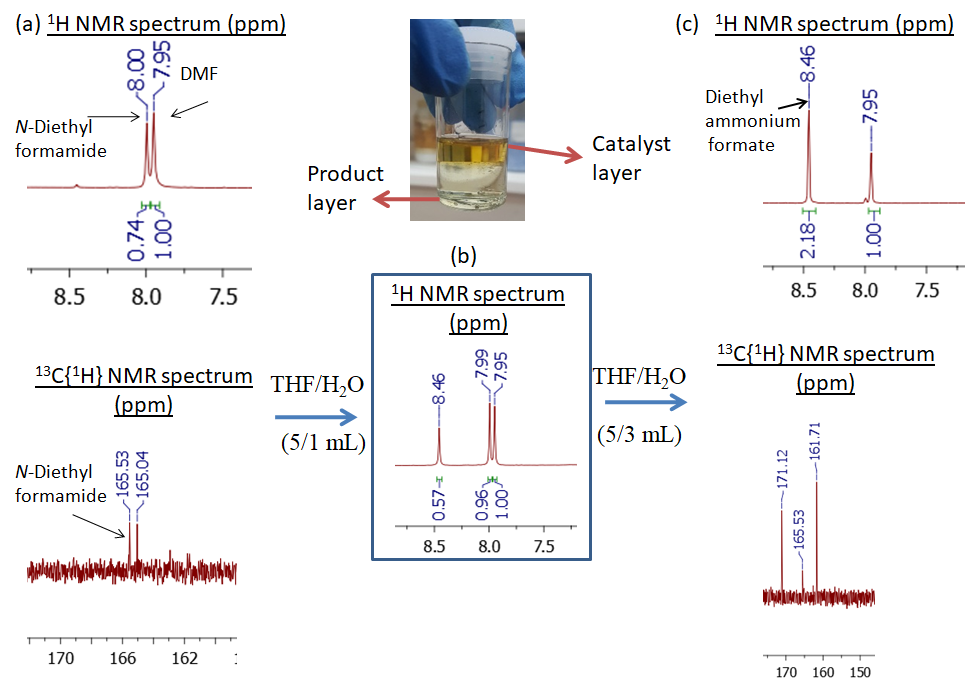 (a) ¹H NMR spectrum (ppm)
8.00
7.95
DMF
N-Diethyl
formamide
0.74
1.00
8.5 8.0 7.5
Product
layer
Catalyst
layer
(c) ¹H NMR spectrum (ppm)
8.46
7.95
Diethyl
ammonium
formate
2.18
1.00
8.5 8.0 7.5
¹³C{¹H} NMR spectrum
(ppm)
N-Diethyl
formamide
165.53
165.04
170 165 162
THF/H₂O
(5/1 mL)
(b)
¹H NMR spectrum
(ppm)
8.46
7.99
7.95
0.57
0.96
1.00
8.5 8.0 7.5
THF/H₂O
(5/3 mL)
¹³C{¹H} NMR spectrum
(ppm)
171.12
165.53
161.71
170 160 150